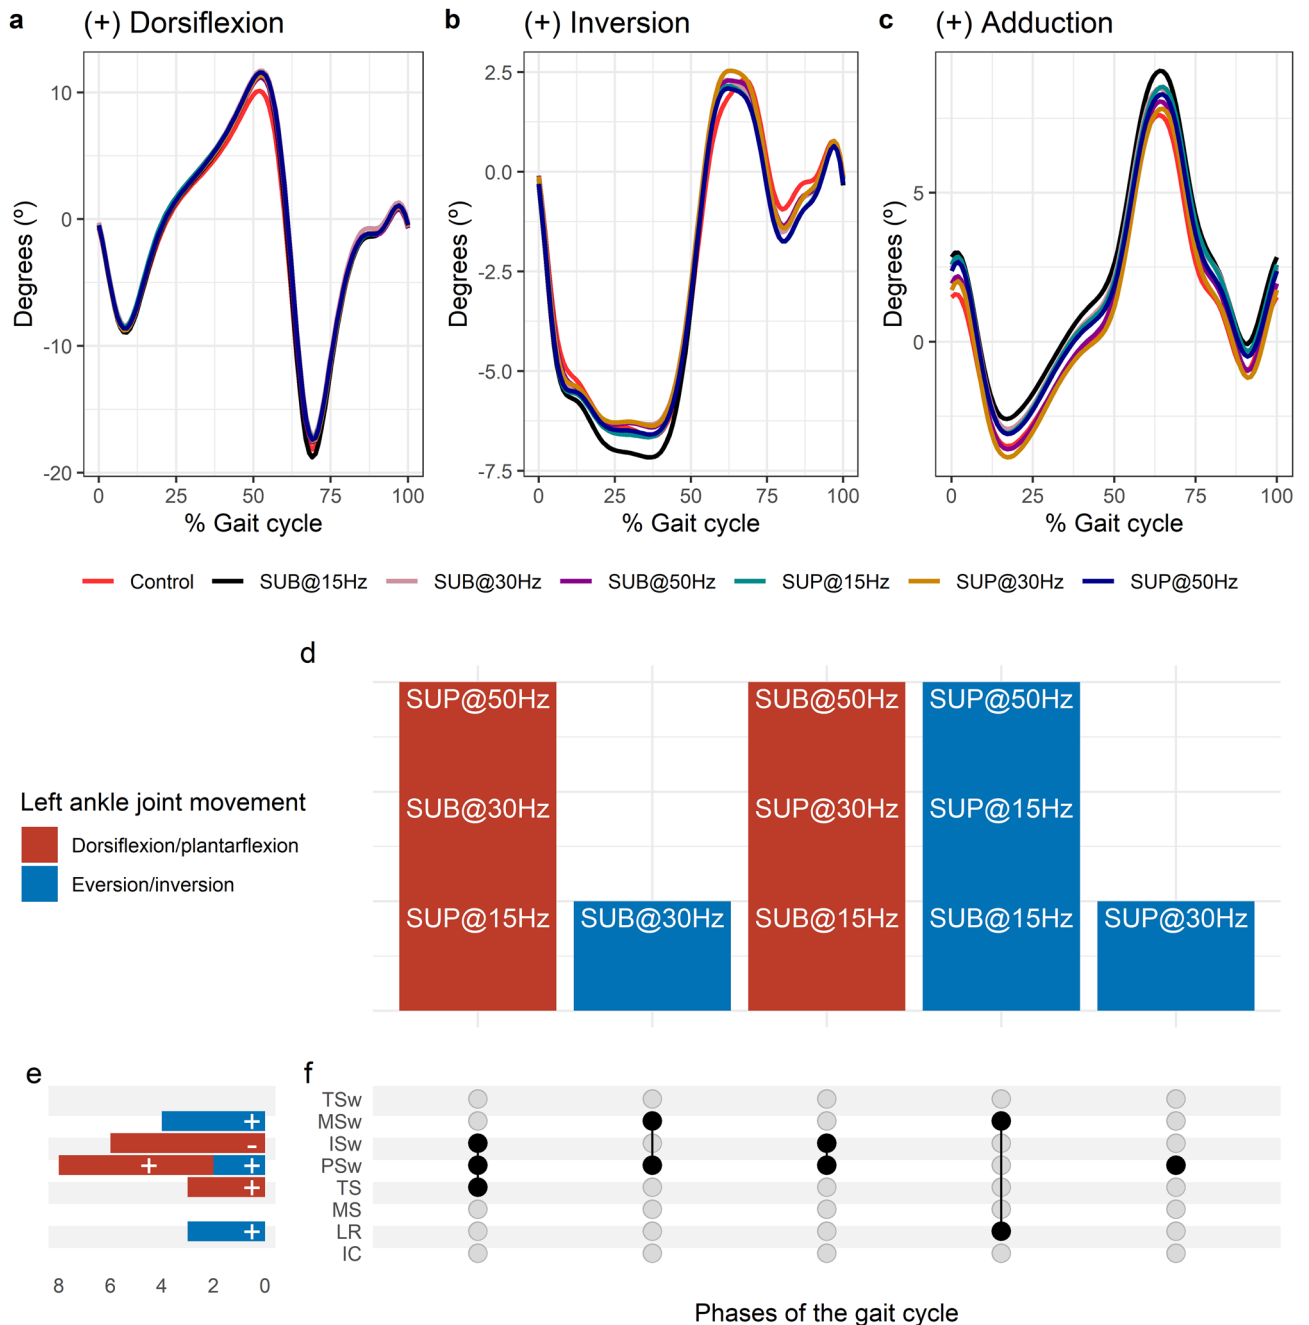 a (+) Dorsiflexion b (+) Inversion c (+) Adduction
10
0
-10
-20
Degrees (º)
0 25 50 75 100
% Gait cycle
2.5
0.0
-2.5
-5.0
-7.5
Degrees (º)
0 25 50 75 100
% Gait cycle
5
0
Degrees (º)
0 25 50 75 100
% Gait cycle
Control SUB@15Hz SUB@30Hz SUB@50Hz SUP@15Hz SUP@30Hz SUP@50Hz
d
SUP@50Hz SUB@50Hz SUP@50Hz
SUB@30Hz SUP@30Hz SUP@15Hz
SUP@15Hz SUB@30Hz SUB@15Hz SUB@15Hz SUP@30Hz
Left ankle joint movement
Dorsiflexion/plantarflexion
Eversion/inversion
e
+
-
+ +
+
+
8 6 4 2 0
f
TSw
MSw
ISw
PSw
TS
MS
LR
IC
Phases of the gait cycle